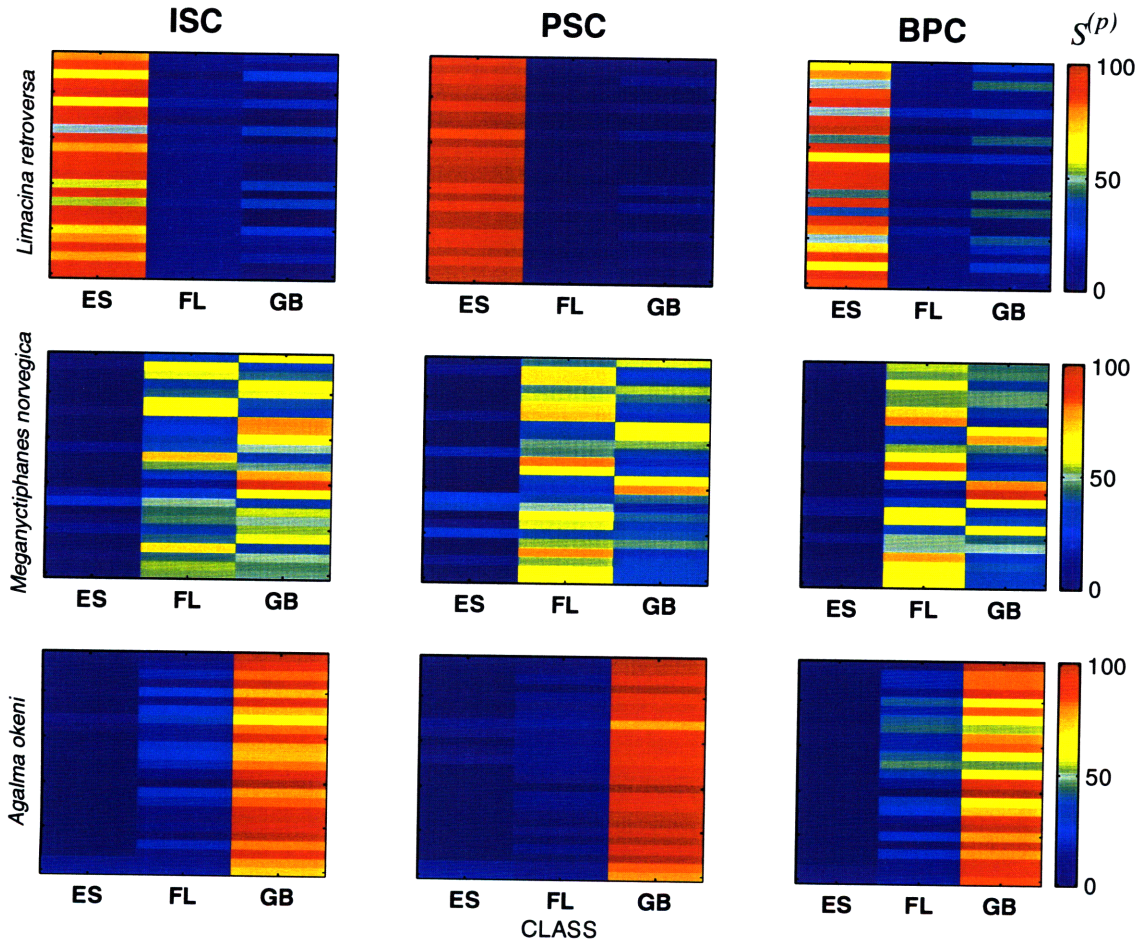 ISC PSC BPC S(p)
Limacina retroversa
100
50
0
ES FL GB ES FL GB ES FL GB
Meganyctiphanes norvegica
100
50
0
ES FL GB ES FL GB ES FL GB
Agalma okeni
100
50
0
ES FL GB ES FL GB ES FL GB
CLASS